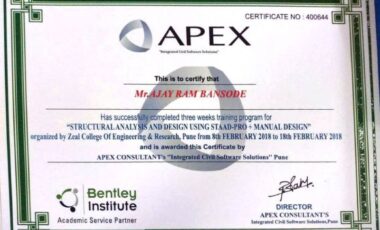 CERTIFICATE NO : 400644
APEX
"Integrated Civil Software Solutions"
This is to certify that
Mr.AJAY RAM BANSODE
Has successfully completed three weeks training program for
"STRUCTURAL ANALYSIS AND DESIGN USING STAAD-PRO + MANUAL DESIGN"
organized by Zeal College Of Engineering & Research, Pune from 8th FEBRUARY 2018 to 18th FEBRUARY 2018
and is awarded this Certificate by
APEX CONSULTANT's "Integrated Civil Software Solutions" Pune
Bentley
Institute
Academic Service Partner
DIRECTOR
APEX CONSULTANT'S
"Integrated Civil Software Solutions" Pune